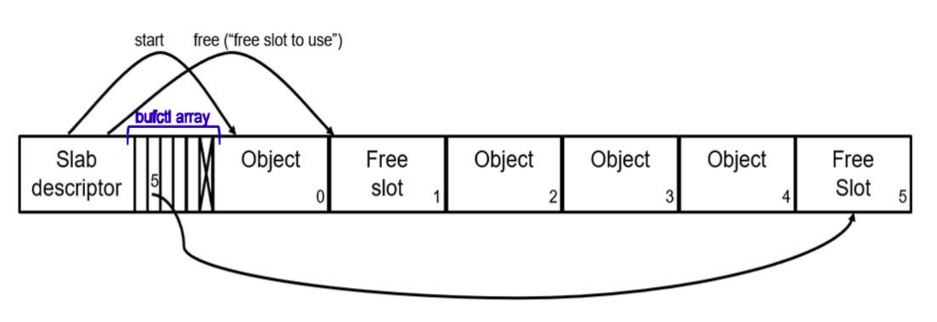 start free (“free slot to use”)
bufctl array
Slab descriptor
5
Object
0
Free slot
1
Object
2
Object
3
Object
4
Free Slot
5